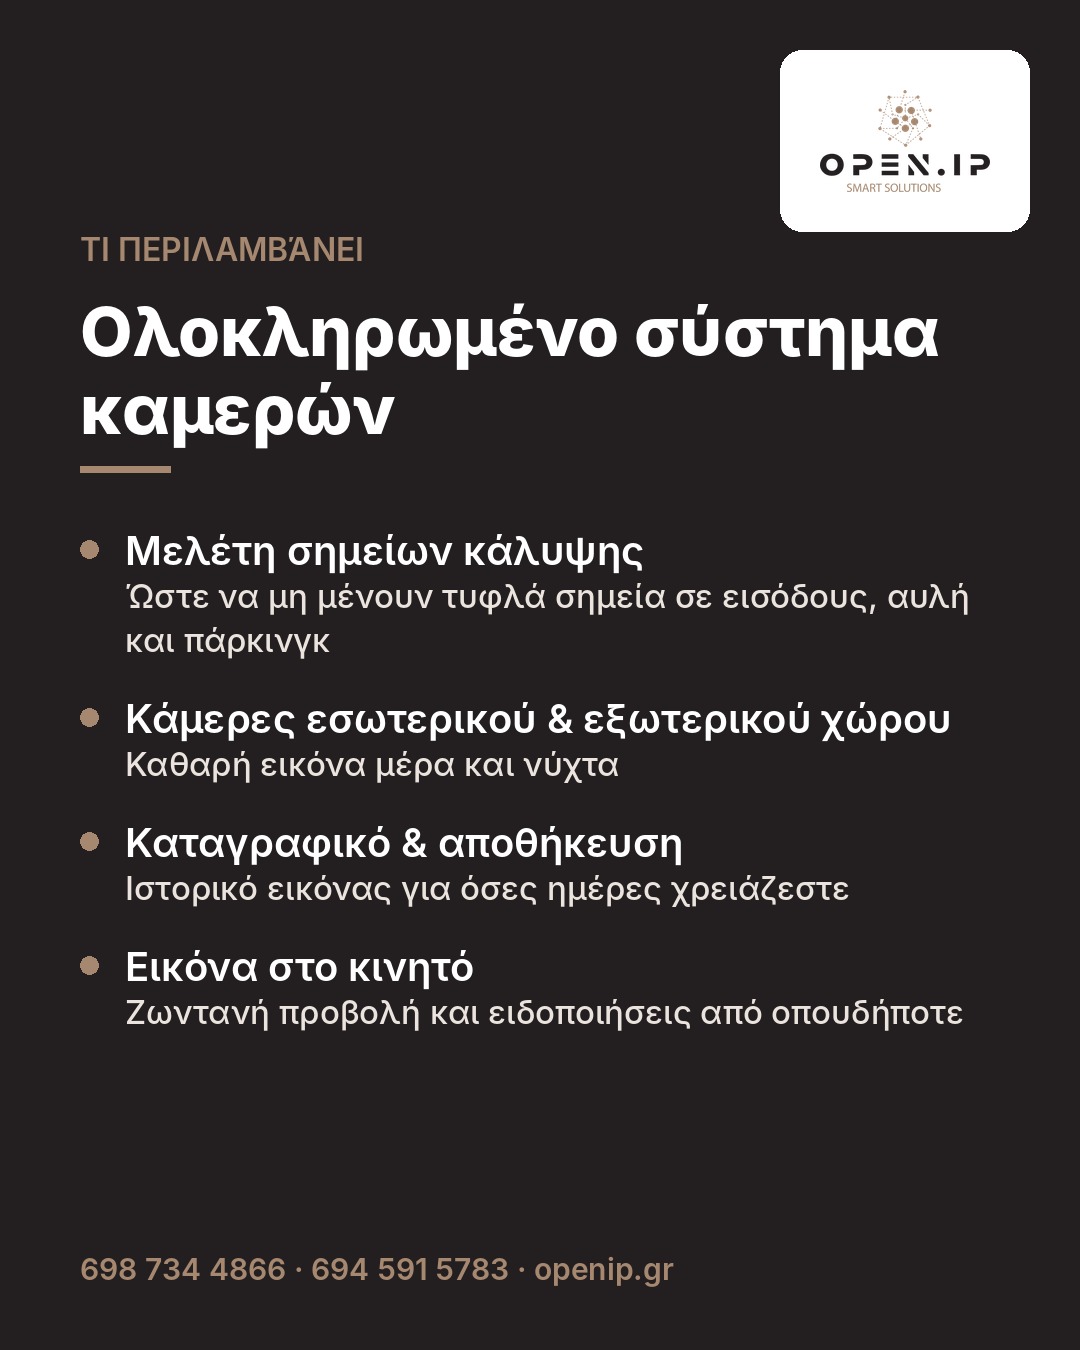 OPEN.IP
SMART SOLUTIONS
ΤΙ ΠΕΡΙΛΑΜΒΆΝΕΙ
Ολοκληρωμένο σύστημα
καμερών
Μελέτη σημείων κάλυψης
Ώστε να μη μένουν τυφλά σημεία σε εισόδους, αυλή
και πάρκινγκ
Κάμερες εσωτερικού & εξωτερικού χώρου
Καθαρή εικόνα μέρα και νύχτα
Καταγραφικό & αποθήκευση
Ιστορικό εικόνας για όσες ημέρες χρειάζεστε
Εικόνα στο κινητό
Ζωντανή προβολή και ειδοποιήσεις από οπουδήποτε
698 734 4866 · 694 591 5783 · openip.gr